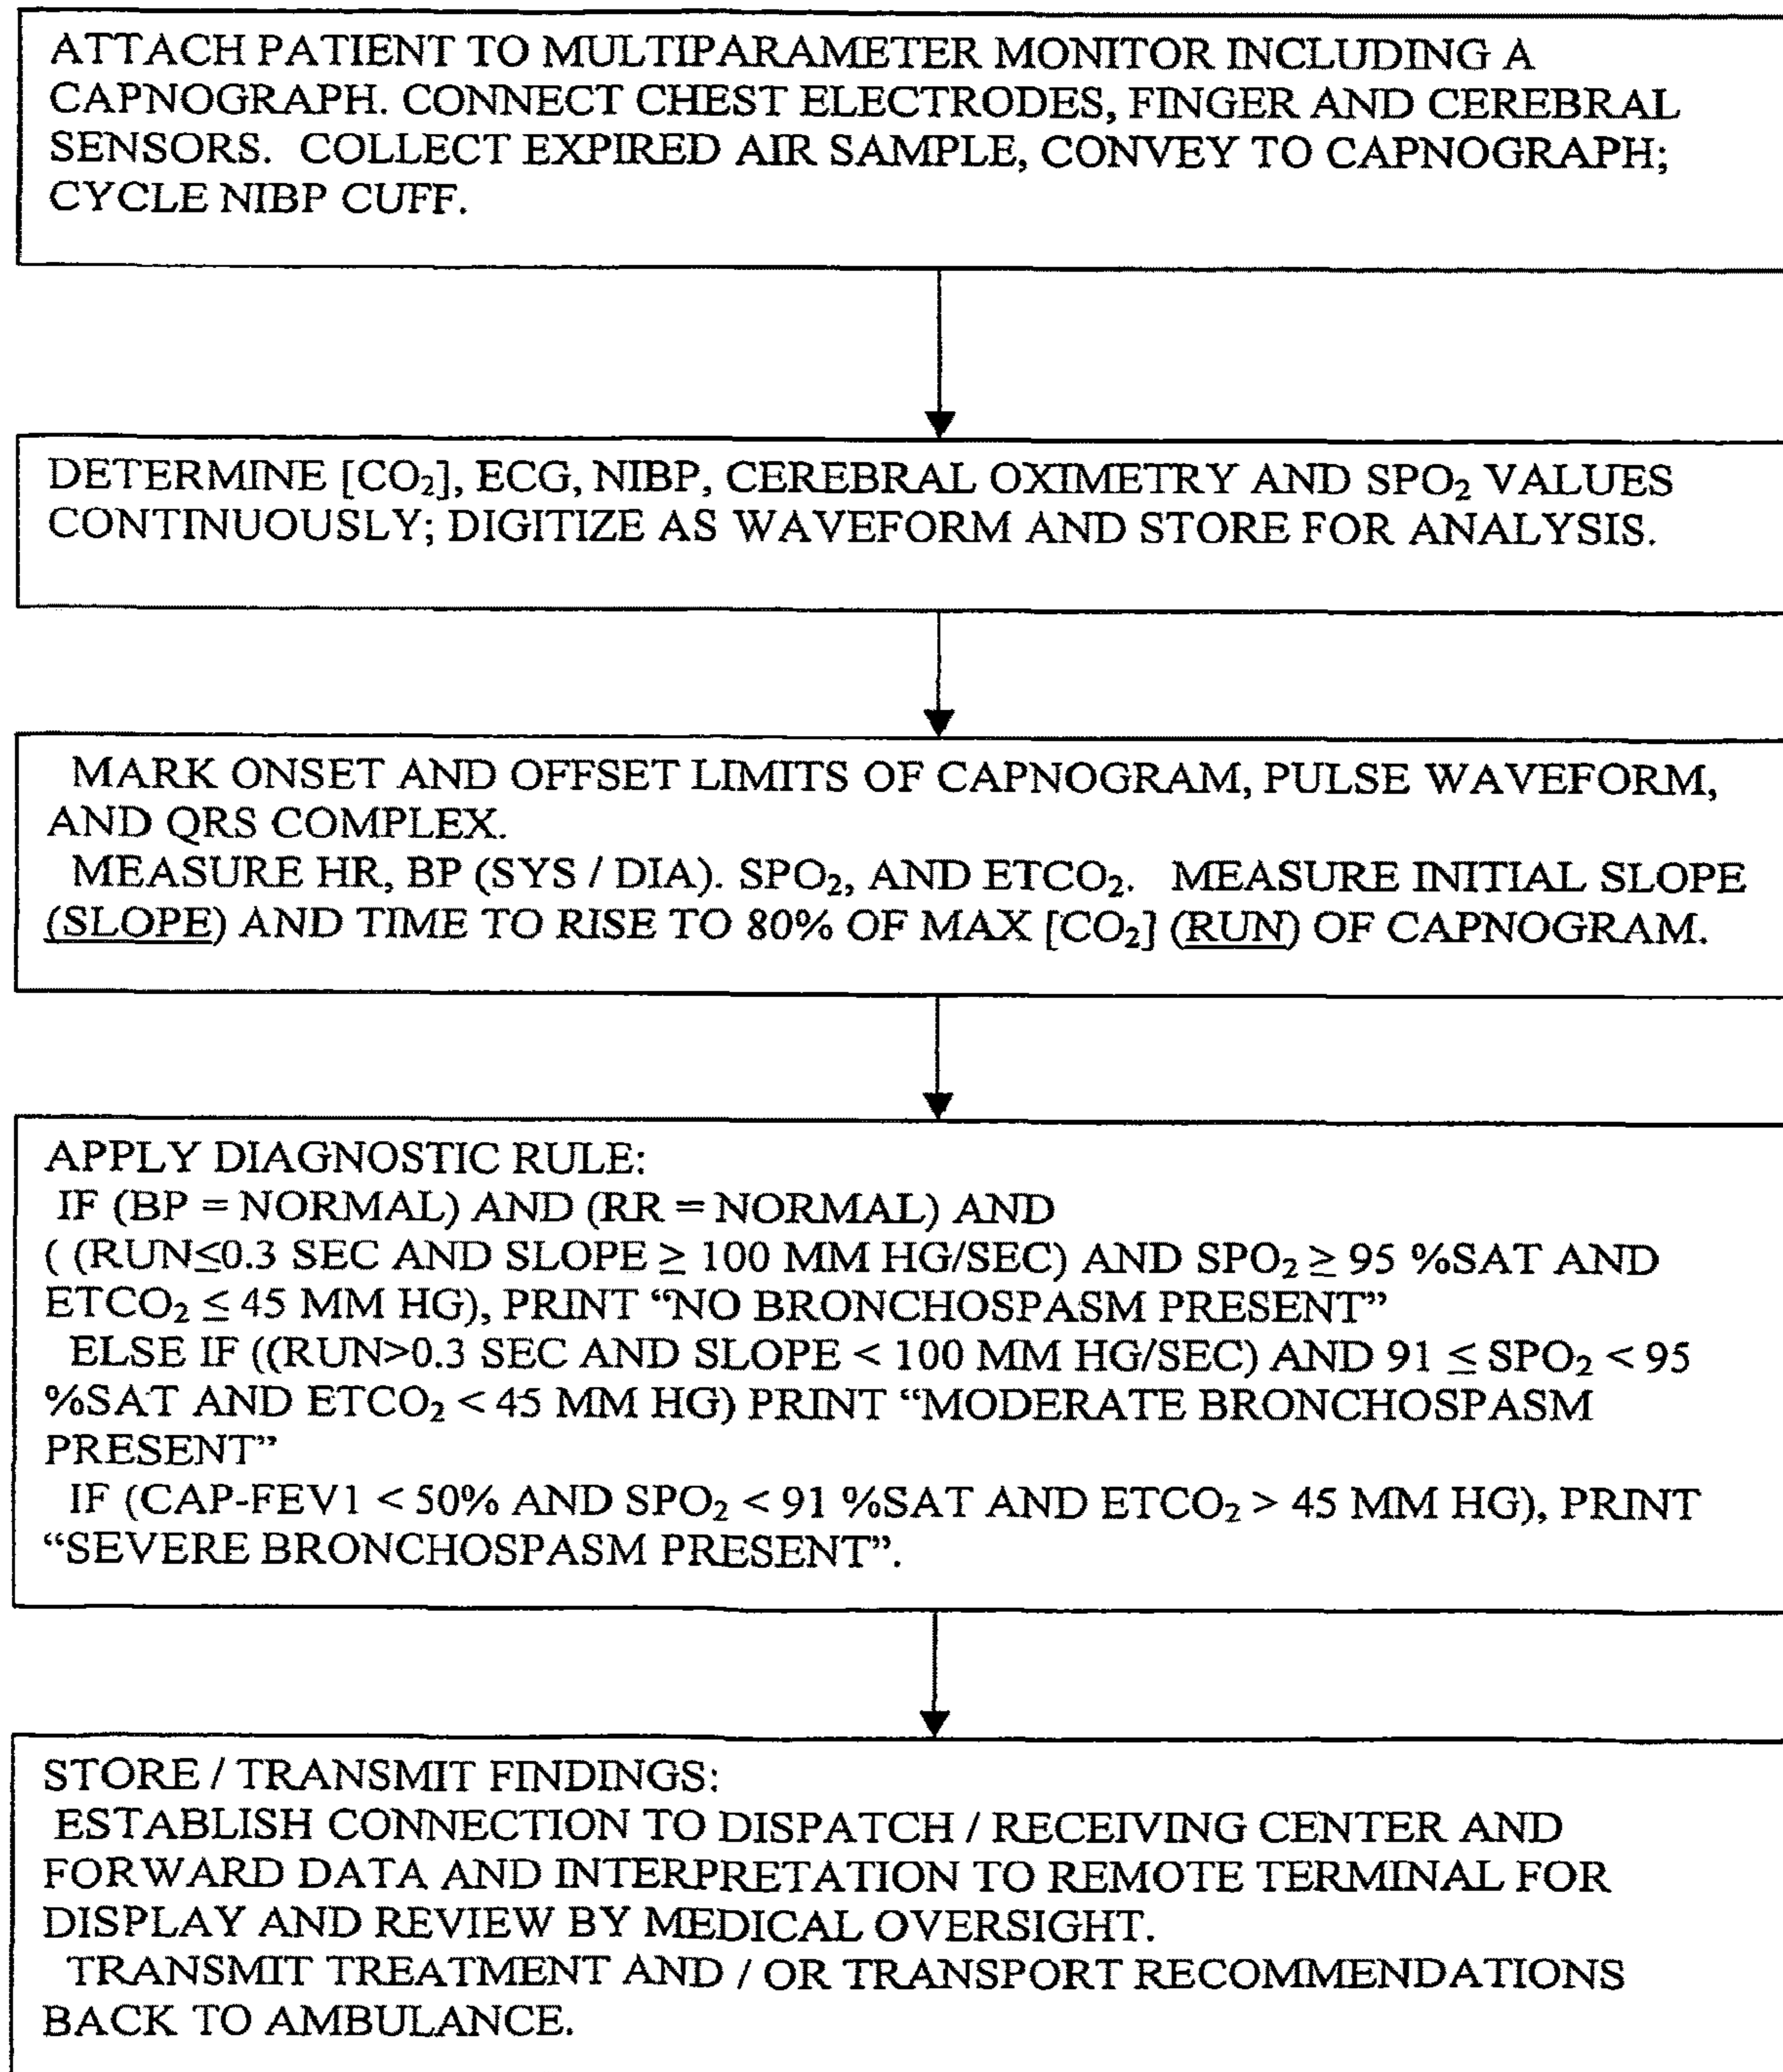 ATTACH PATIENT TO MULTIPARAMETER MONITOR INCLUDING A
CAPNOGRAPH. CONNECT CHEST ELECTRODES, FINGER AND CEREBRAL
SENSORS. COLLECT EXPIRED AIR SAMPLE, CONVEY TO CAPNOGRAPH;
CYCLE NIBP CUFF.
DETERMINE [CO₂], ECG, NIBP, CEREBRAL OXIMETRY AND SPO₂ VALUES
CONTINUOUSLY; DIGITIZE AS WAVEFORM AND STORE FOR ANALYSIS.
MARK ONSET AND OFFSET LIMITS OF CAPNOGRAM, PULSE WAVEFORM,
AND QRS COMPLEX.
MEASURE HR, BP (SYS / DIA). SPO₂, AND ETCO₂. MEASURE INITIAL SLOPE
(SLOPE) AND TIME TO RISE TO 80% OF MAX [CO₂] (RUN) OF CAPNOGRAM.
APPLY DIAGNOSTIC RULE:
IF (BP = NORMAL) AND (RR = NORMAL) AND
( (RUN≤0.3 SEC AND SLOPE ≥ 100 MM HG/SEC) AND SPO₂ ≥ 95 %SAT AND
ETCO₂ ≤ 45 MM HG), PRINT “NO BRONCHOSPASM PRESENT”
ELSE IF ((RUN>0.3 SEC AND SLOPE < 100 MM HG/SEC) AND 91 ≤ SPO₂ < 95
%SAT AND ETCO₂ < 45 MM HG) PRINT “MODERATE BRONCHOSPASM
PRESENT”
IF (CAP-FEV1 < 50% AND SPO₂ < 91 %SAT AND ETCO₂ > 45 MM HG), PRINT
“SEVERE BRONCHOSPASM PRESENT”.
STORE / TRANSMIT FINDINGS:
ESTABLISH CONNECTION TO DISPATCH / RECEIVING CENTER AND
FORWARD DATA AND INTERPRETATION TO REMOTE TERMINAL FOR
DISPLAY AND REVIEW BY MEDICAL OVERSIGHT.
TRANSMIT TREATMENT AND / OR TRANSPORT RECOMMENDATIONS
BACK TO AMBULANCE.